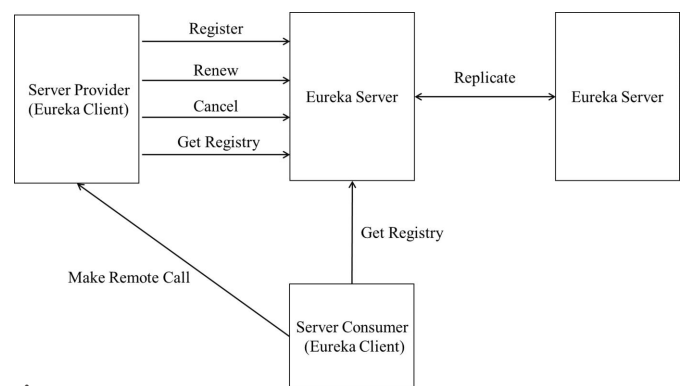 Register
Renew
Cancel
Get Registry
Server Provider
(Eureka Client)
Eureka Server
Replicate
Eureka Server
Get Registry
Make Remote Call
Server Consumer
(Eureka Client)